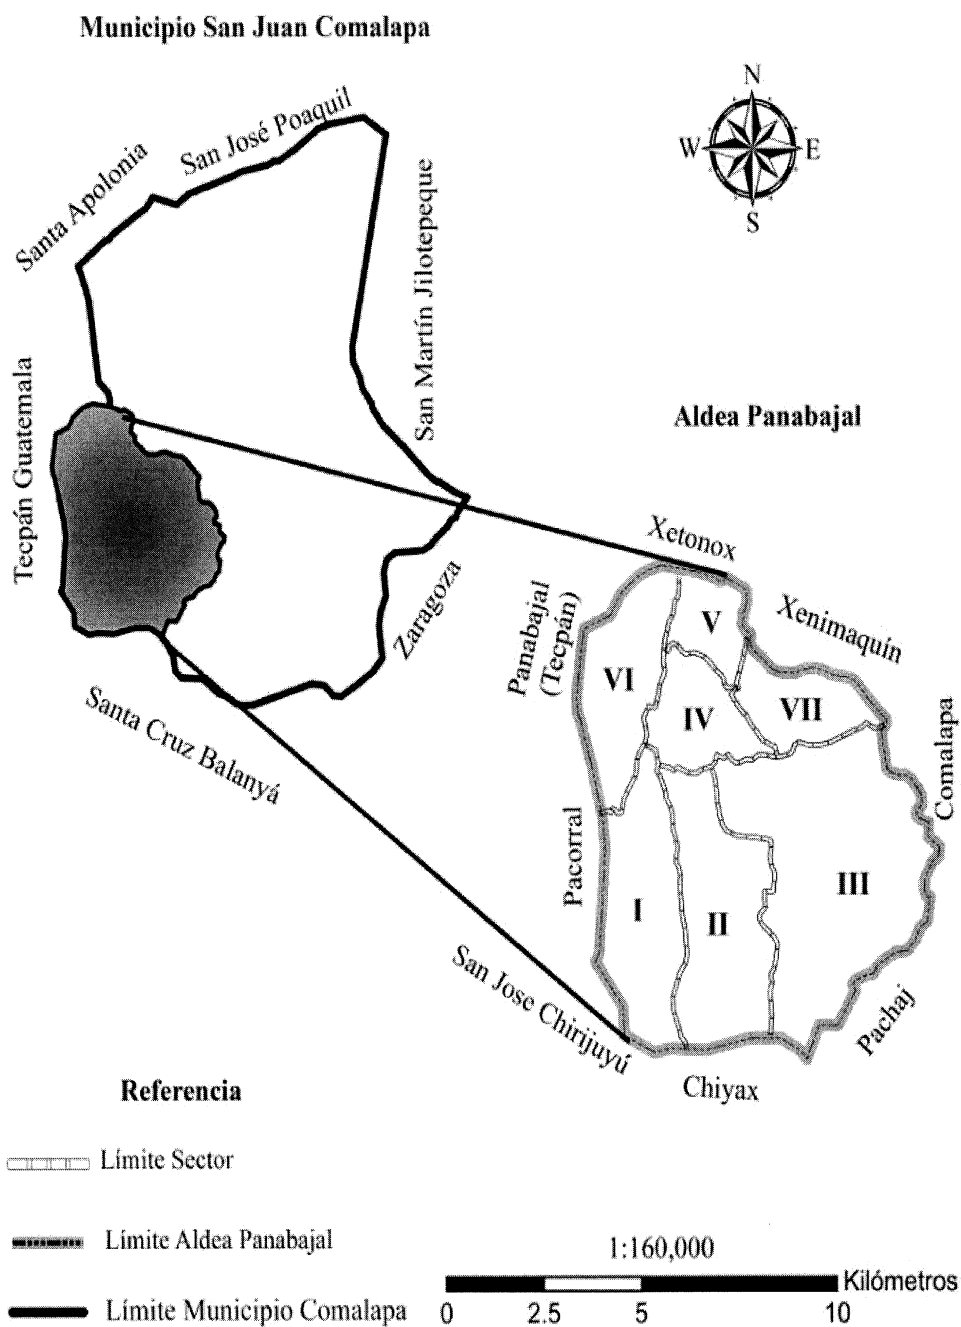 Municipio San Juan Comalapa
N
W
E
S
San José Poaquil
Santa Apolonia
San Martín Jilotepeque
Tecpán Guatemala
Aldea Panabajal
Xetonox
Zaragoza
Panabajal
(Tecpán)
Xenimaquín
V
VI
IV
VII
Santa Cruz Balanyá
Comalapa
Pacorral
III
I
II
San Jose Chirijuyú
Pachaj
Chiyax
Referencia
Límite Sector
Límite Aldea Panabajal
Límite Municipio Comalapa
1:160,000
Kilómetros
0 2.5 5 10